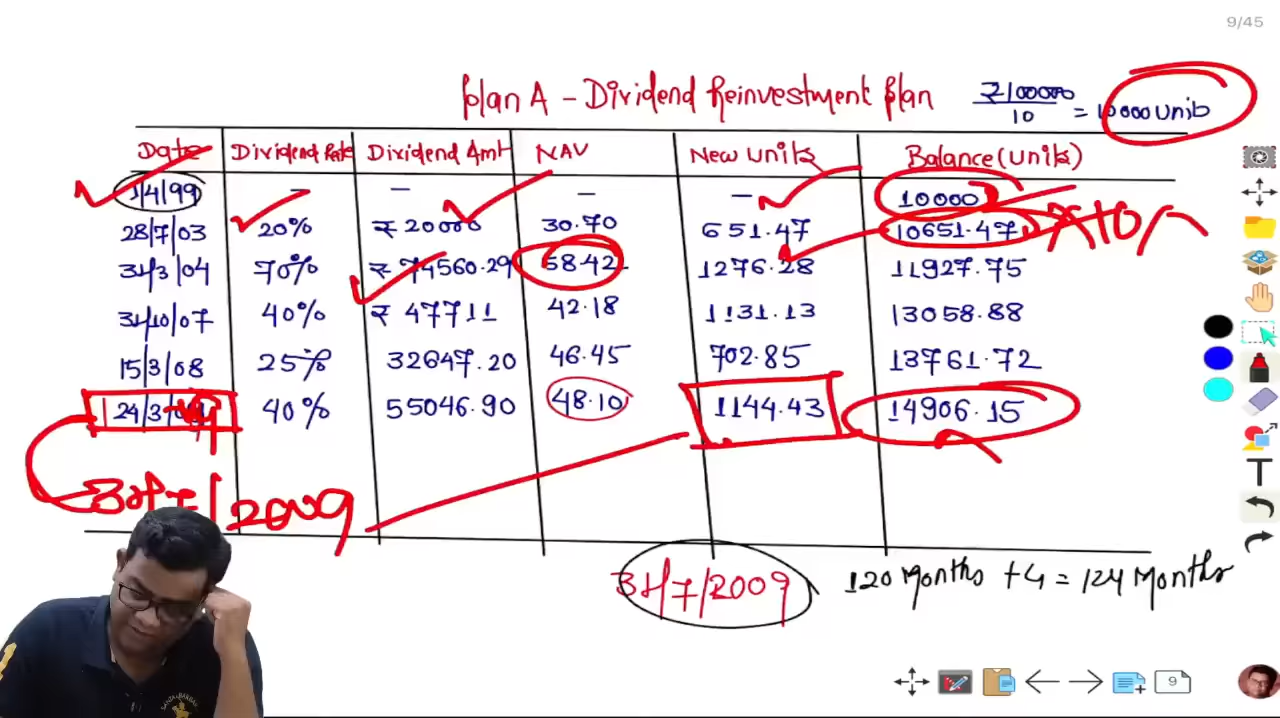 9/45
Plan A - Dividend Reinvestment Plan
₹100000 / 10 = 10000 Units
Date Dividend Rate Dividend Amt NAV New Units Balance (Units)
1/4/99 - - - - 10000
28/7/03 20% ₹ 20000 30.70 651.47 10651.47 × 10 ×
31/3/04 70% ₹ 74560.29 58.42 1276.28 11927.75
31/10/07 40% ₹ 47711 42.18 1131.13 13058.88
15/3/08 25% 32647.20 46.45 702.85 13761.72
24/3 40% 55046.90 48.10 1144.43 14906.15
2009
31/7/2009 120 Months + 4 = 124 Months
T
9